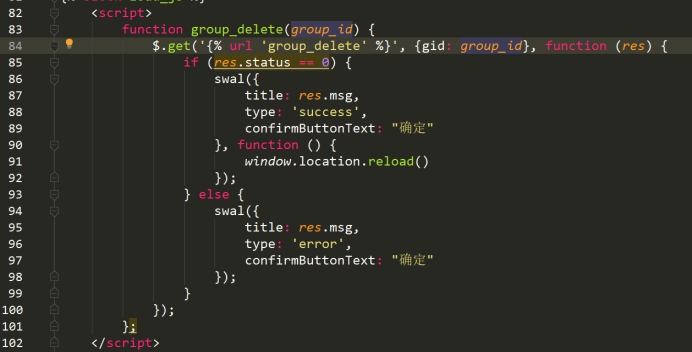 82 <script>
83 function group_delete(group_id) {
84 $.get('{% url 'group_delete' %}', {gid: group_id}, function (res) {
85 if (res.status == 0) {
86 swal({
87 title: res.msg,
88 type: 'success',
89 confirmButtonText: "确定"
90 }, function () {
91 window.location.reload()
92 });
93 } else {
94 swal({
95 title: res.msg,
96 type: 'error',
97 confirmButtonText: "确定"
98 });
99 }
100 });
101 };
102 </script>